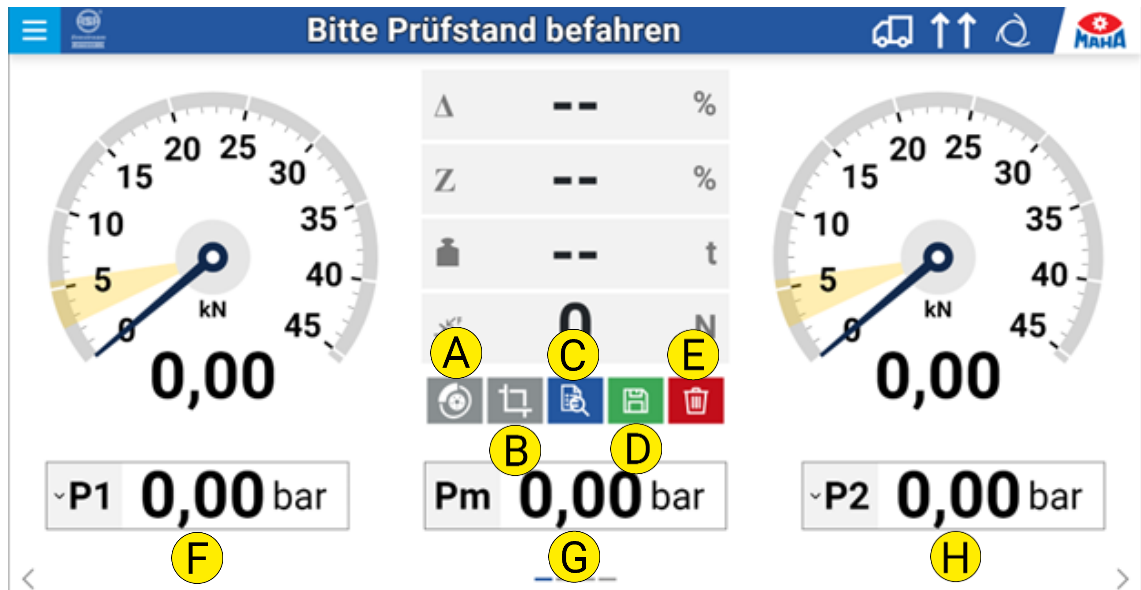 Bitte Prüfstand befahren
MAHA
Δ -- %
Z -- %
-- t
F 0 N
0 5 10 15 20 25 30 35 40 45
kN
0,00
0 5 10 15 20 25 30 35 40 45
kN
0,00
A
C
E
B
D
P1 0,00 bar
Pm 0,00 bar
P2 0,00 bar
F
G
H